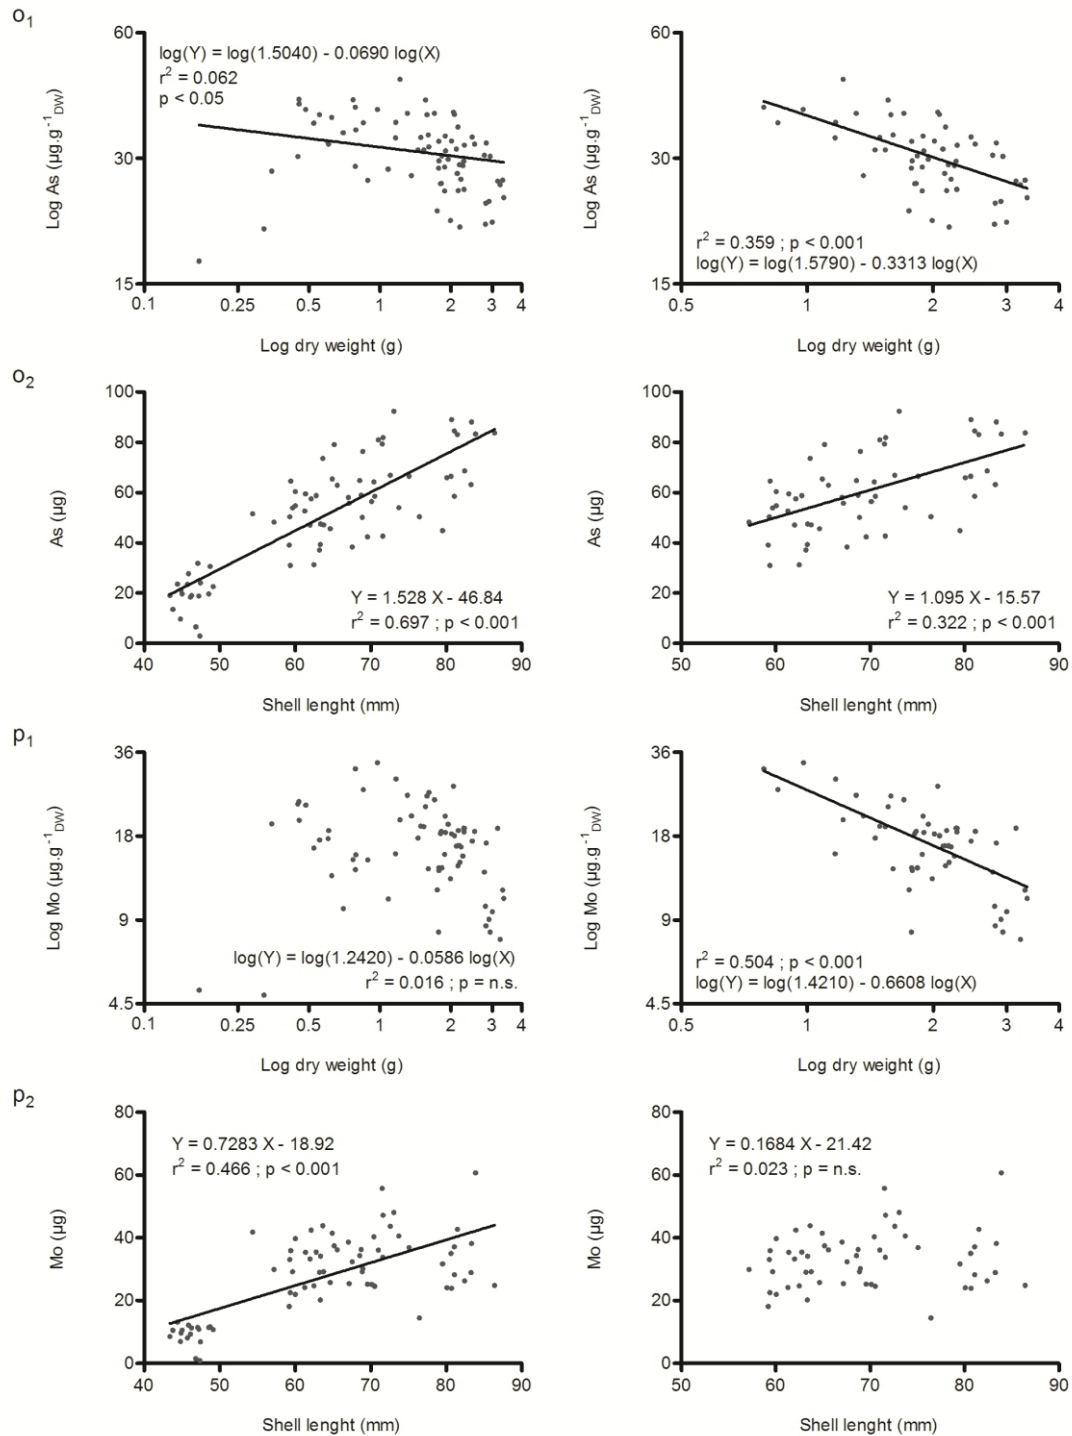 o1
60
30
15
Log As (µg.g-1DW)
log(Y) = log(1.5040) - 0.0690 log(X)
r2 = 0.062
p < 0.05
0.1 0.25 0.5 1 2 3 4
Log dry weight (g)
60
30
15
Log As (µg.g-1DW)
r2 = 0.359 ; p < 0.001
log(Y) = log(1.5790) - 0.3313 log(X)
0.5 1 2 3 4
Log dry weight (g)
o2
100
80
60
40
20
0
As (µg)
Y = 1.528 X - 46.84
r2 = 0.697 ; p < 0.001
40 50 60 70 80 90
Shell lenght (mm)
100
80
60
40
20
0
As (µg)
Y = 1.095 X - 15.57
r2 = 0.322 ; p < 0.001
50 60 70 80 90
Shell lenght (mm)
p1
36
18
9
4.5
Log Mo (µg.g-1DW)
log(Y) = log(1.2420) - 0.0586 log(X)
r2 = 0.016 ; p = n.s.
0.1 0.25 0.5 1 2 3 4
Log dry weight (g)
36
18
9
4.5
Log Mo (µg.g-1DW)
r2 = 0.504 ; p < 0.001
log(Y) = log(1.4210) - 0.6608 log(X)
0.5 1 2 3 4
Log dry weight (g)
p2
80
60
40
20
0
Mo (µg)
Y = 0.7283 X - 18.92
r2 = 0.466 ; p < 0.001
40 50 60 70 80 90
Shell lenght (mm)
80
60
40
20
0
Mo (µg)
Y = 0.1684 X - 21.42
r2 = 0.023 ; p = n.s.
50 60 70 80 90
Shell lenght (mm)